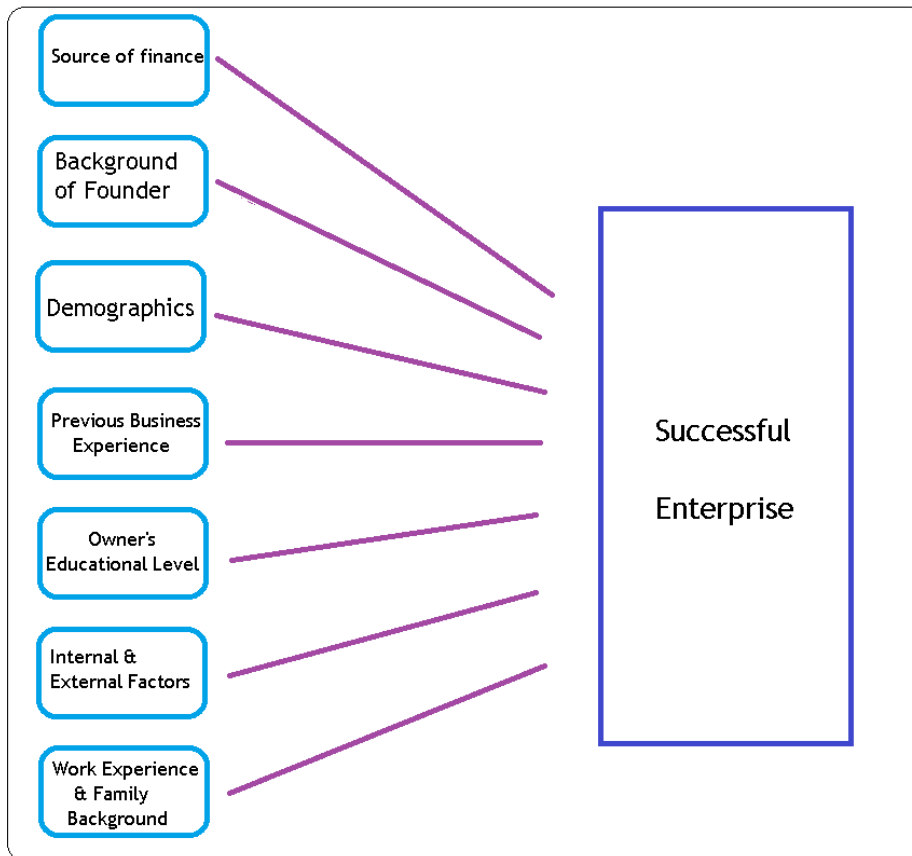 Source of finance
Background
of Founder
Demographics
Previous Business
Experience
Owner's
Educational Level
Internal &
External Factors
Work Experience
& Family
Background
Successful
Enterprise